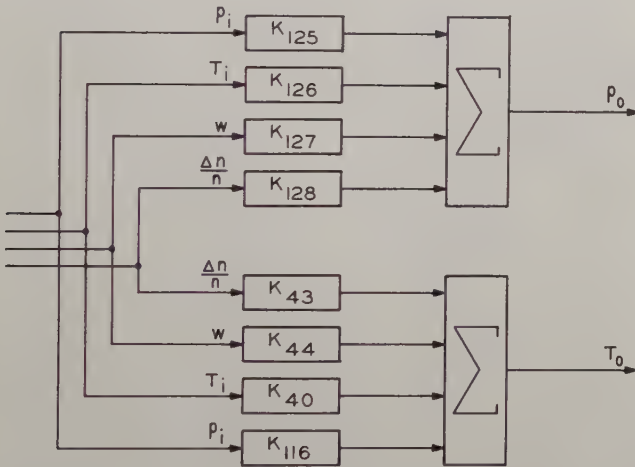 p_i K_125
T_i K_126
w K_127
Δn/n K_128
Σ p_o
Δn/n K_43
w K_44
T_i K_40
p_i K_116
Σ T_o